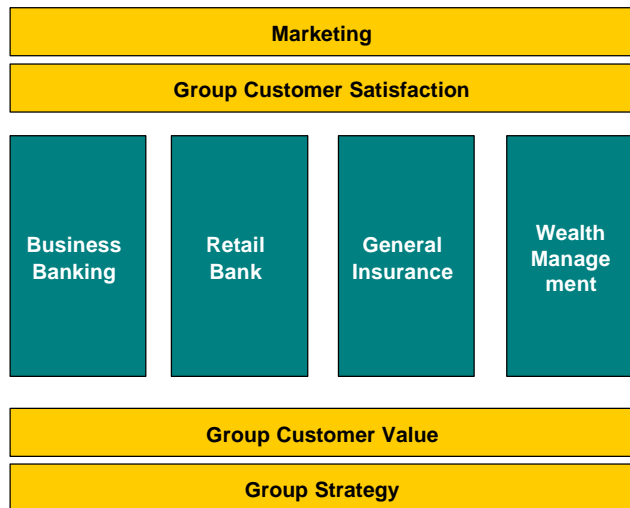 Marketing
Group Customer Satisfaction
Business
Banking
Retail
Bank
General
Insurance
Wealth
Manage
ment
Group Customer Value
Group Strategy